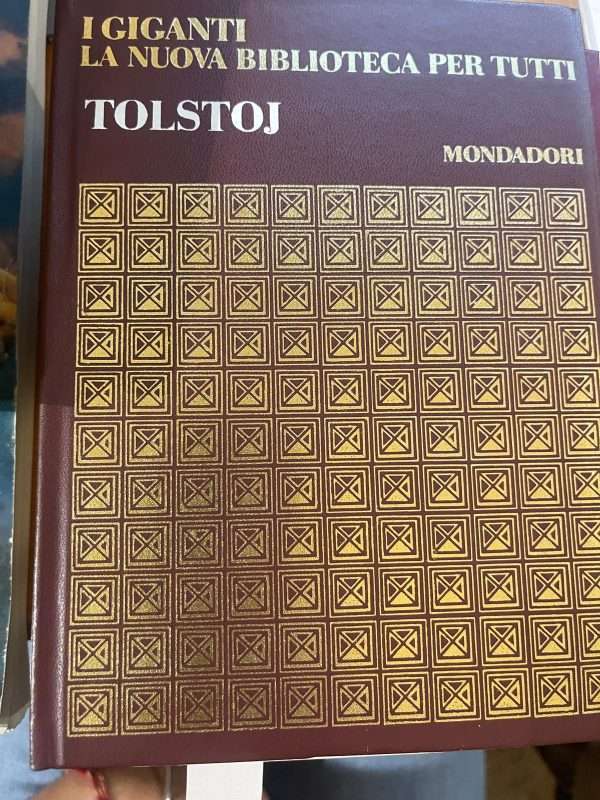 I GIGANTI
LA NUOVA BIBLIOTECA PER TUTTI
TOLSTOJ
MONDADORI